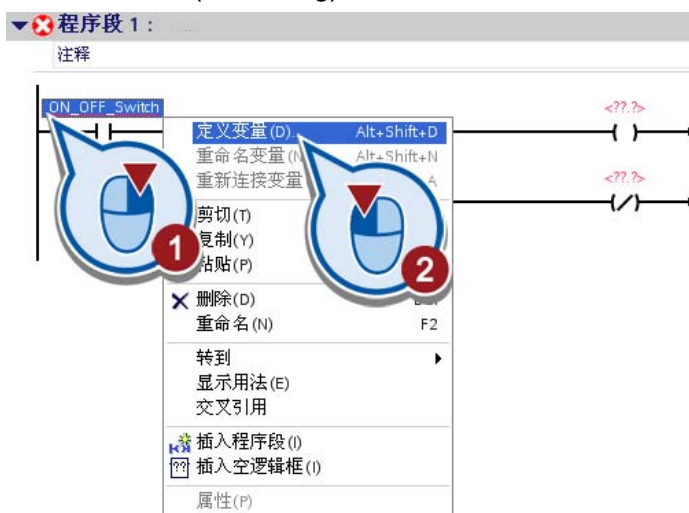 程序段 1： ......
注释
ON_OFF_Switch
<??.?>
<??.?>
定义变量(D)... Alt+Shift+D
重命名变量(N Alt+Shift+N
重新连接变量 A
剪切(T)
复制(Y)
粘贴(P)
删除(D)
重命名(N) F2
转到
显示用法(E)
交叉引用
插入程序段(I)
?? 插入空逻辑框(I)
属性(P)
1
2